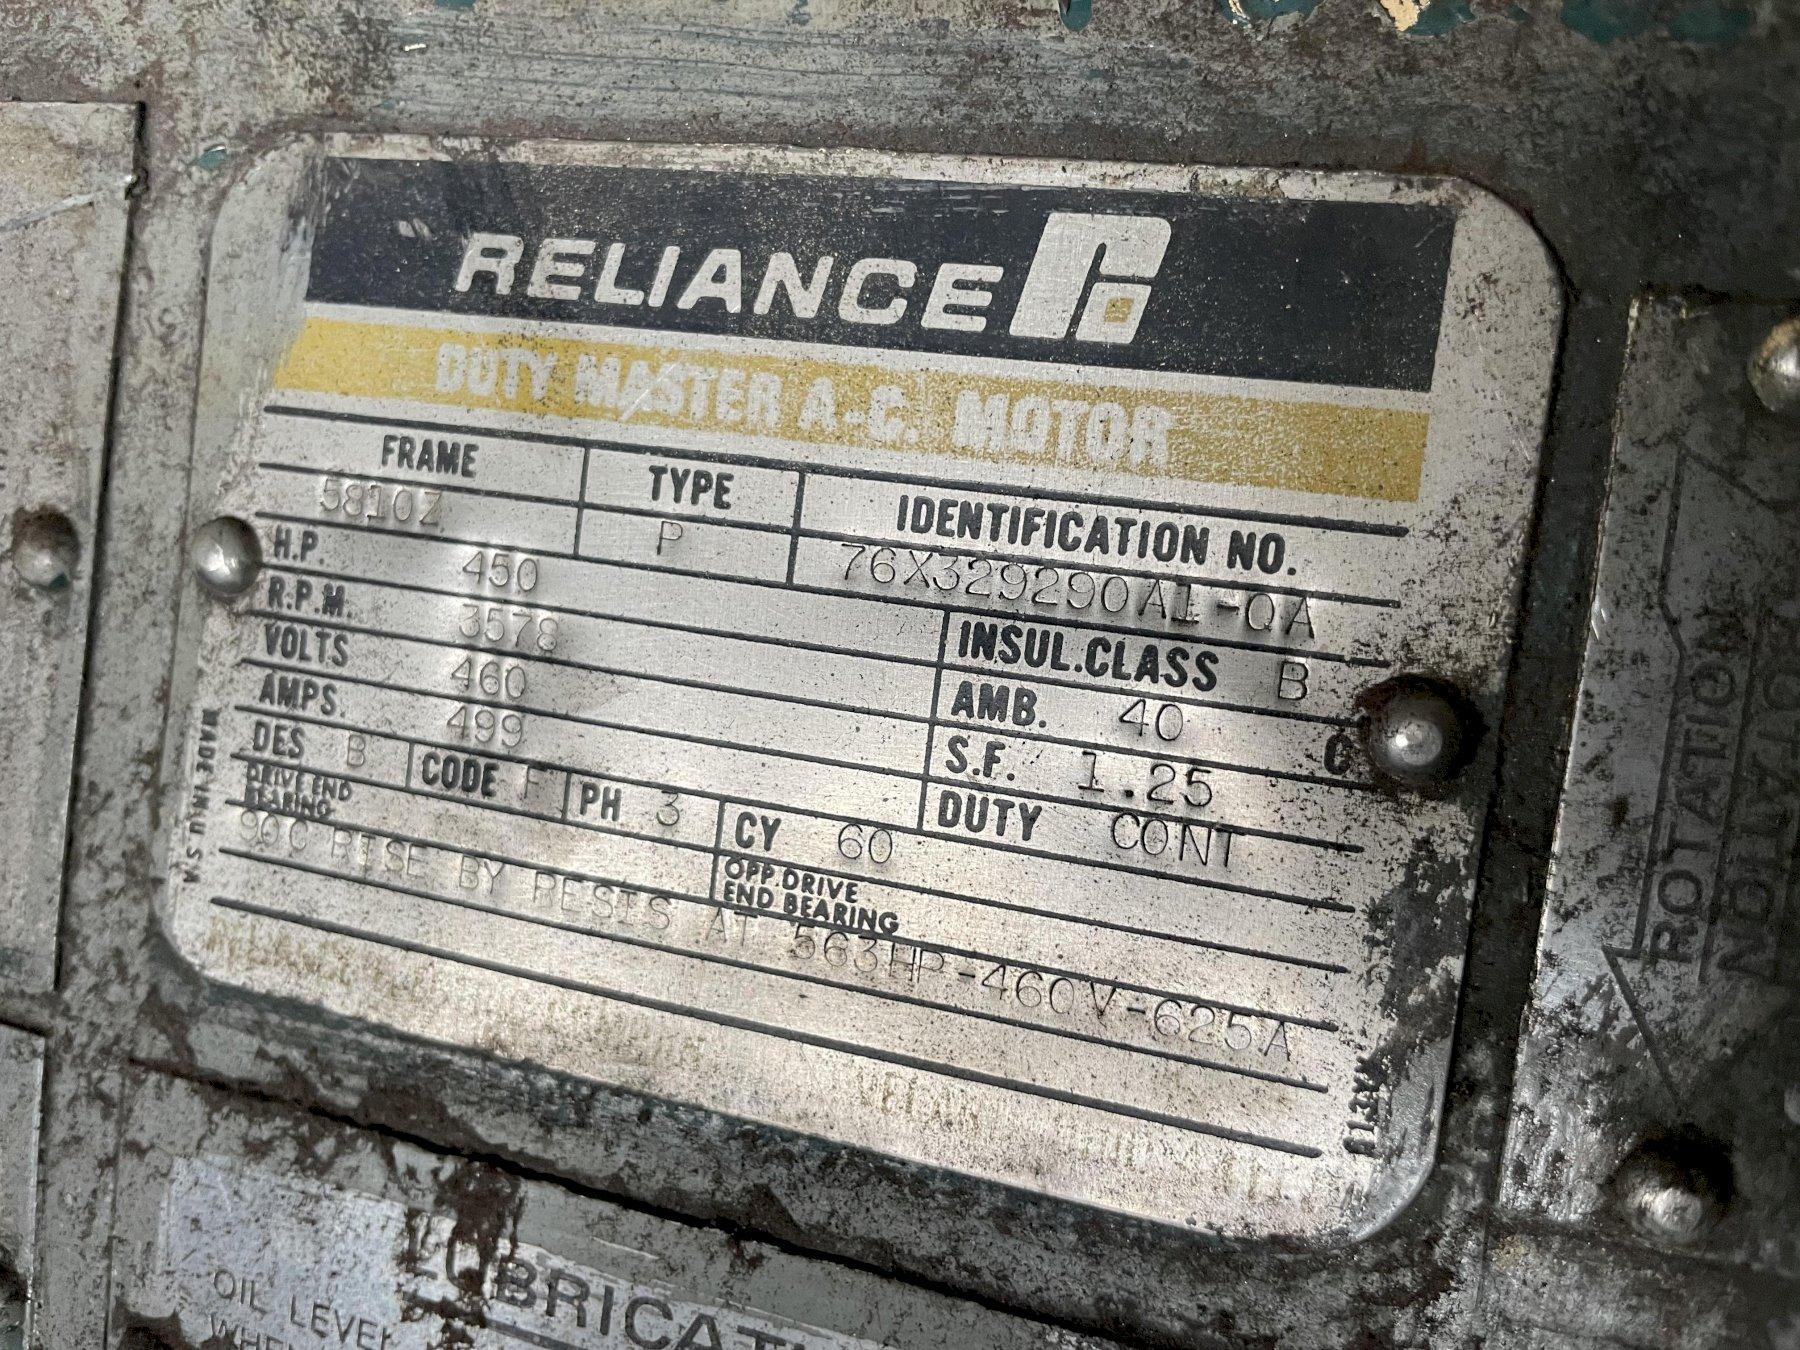 RELIANCE
DUTY MASTER A-C. MOTOR
FRAME TYPE IDENTIFICATION NO.
5810Z P 76X329290A1-QA
H.P. 450
R.P.M. 3578 INSUL.CLASS B
VOLTS 460 AMB. 40 C
AMPS. 499 S.F. 1.25
DES B CODE F PH 3 CY 60 DUTY CONT
DRIVE END BEARING OPP.DRIVE END BEARING
90C RISE BY RESIS AT 563HP-460V-625A
MADE IN U.S.A.
ROTATION
OIL LEVEL